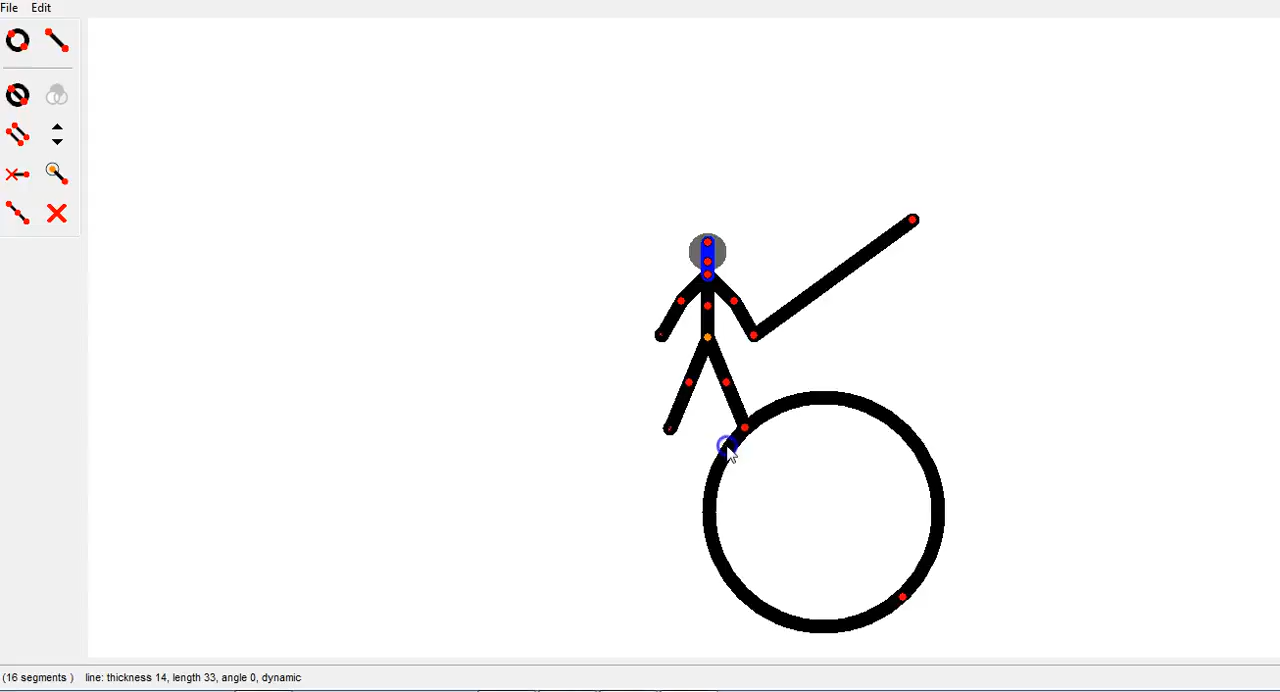 File Edit
(16 segments ) line: thickness 14, length 33, angle 0, dynamic